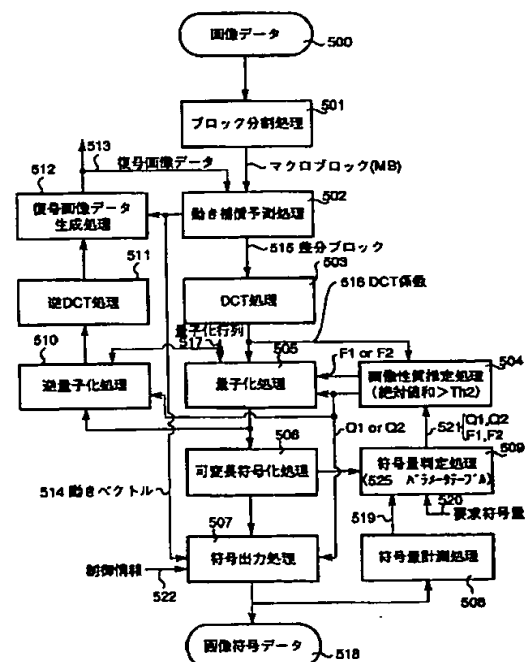 画像データ
500
501
ブロック分割処理
マクロブロック(MB)
513
復号画像データ
512
復号画像データ
生成処理
502
動き補償予測処理
515 差分ブロック
511
逆DCT処理
503
DCT処理
516 DCT係数
量子化行列
517
510
逆量子化処理
505
量子化処理
F1 or F2
504
画像性質推定処理
(絶対値和>Th2)
Q1 or Q2
521
Q1,Q2
F1,F2
506
可変長符号化処理
509
符号量判定処理
(525 パラメタテーブル)
514 動きベクトル
507
符号出力処理
519
520
要求符号量
制御情報
522
符号量計測処理
508
画像符号データ
518